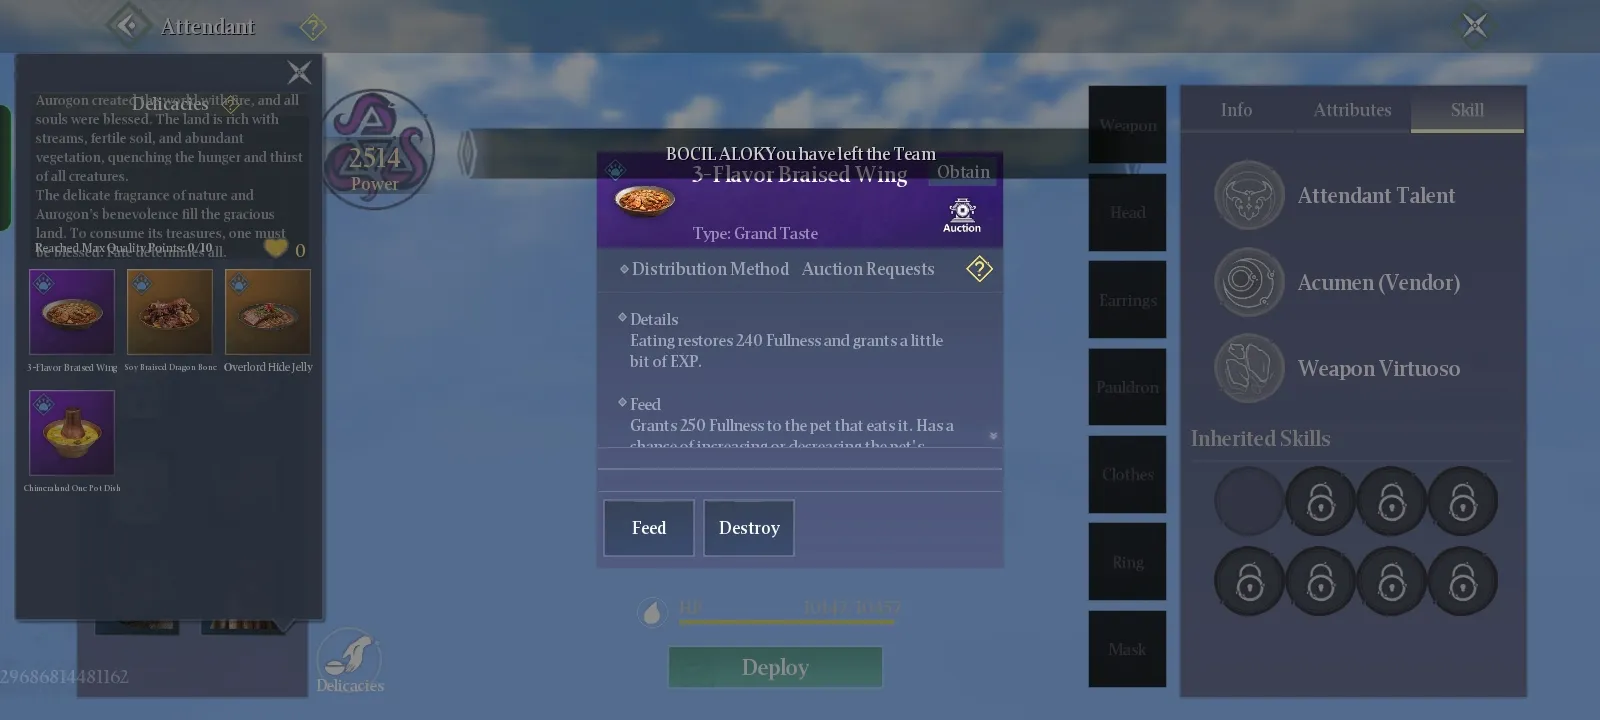 Attendant
?
Delicacies ?
Aurogon created the world with fire, and all
souls were blessed. The land is rich with
streams, fertile soil, and abundant
vegetation, quenching the hunger and thirst
of all creatures.
The delicate fragrance of nature and
Aurogon's benevolence fill the gracious
land. To consume its treasures, one must
be blessed. Fate determines all.
Reached Max Quality Points: 0/10
0
3-Flavor Braised Wing
Soy Braised Dragon Bone
Overlord Hide Jelly
Chimeraland One Pot Dish
29686814481162
Delicacies
2514
Power
BOCIL ALOKYou have left the Team
3-Flavor Braised Wing
Obtain
Auction
Type: Grand Taste
Distribution Method Auction Requests
?
Details
Eating restores 240 Fullness and grants a little
bit of EXP.
Feed
Grants 250 Fullness to the pet that eats it. Has a
chance of increasing or decreasing the pet's
Feed
Destroy
HP
Deploy
Weapon
Head
Earrings
Pauldron
Clothes
Ring
Mask
Info
Attributes
Skill
Attendant Talent
Acumen (Vendor)
Weapon Virtuoso
Inherited Skills